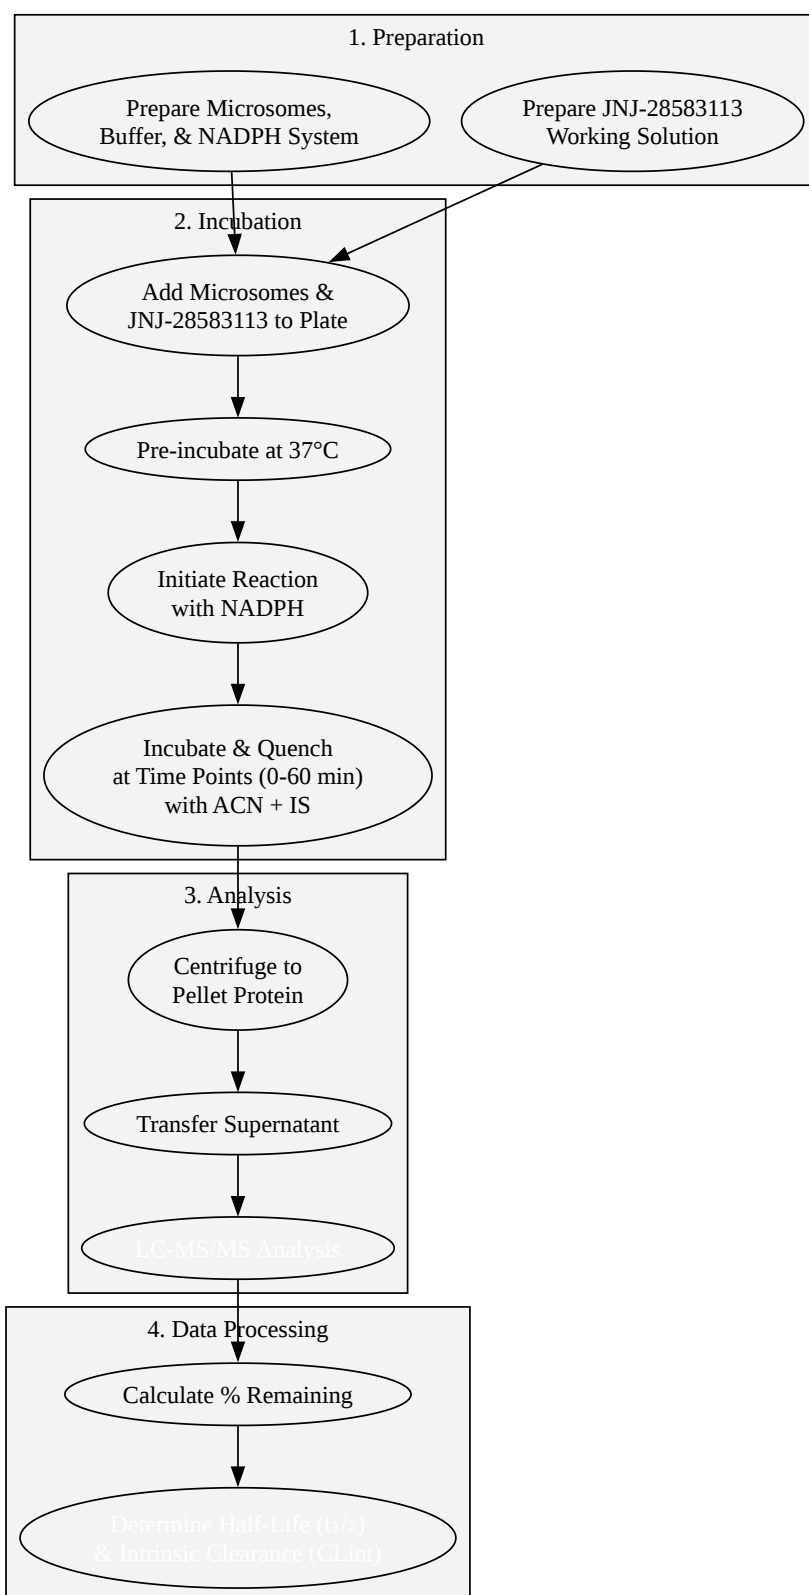 1. Preparation
Prepare Microsomes,
Buffer, & NADPH System
Prepare JNJ-28583113
Working Solution
2. Incubation
Add Microsomes &
JNJ-28583113 to Plate
Pre-incubate at 37°C
Initiate Reaction
with NADPH
Incubate & Quench
at Time Points (0-60 min)
with ACN + IS
3. Analysis
Centrifuge to
Pellet Protein
Transfer Supernatant
LC-MS/MS Analysis
4. Data Processing
Calculate % Remaining
Determine Half-Life (t₁/₂)
& Intrinsic Clearance (CLint)